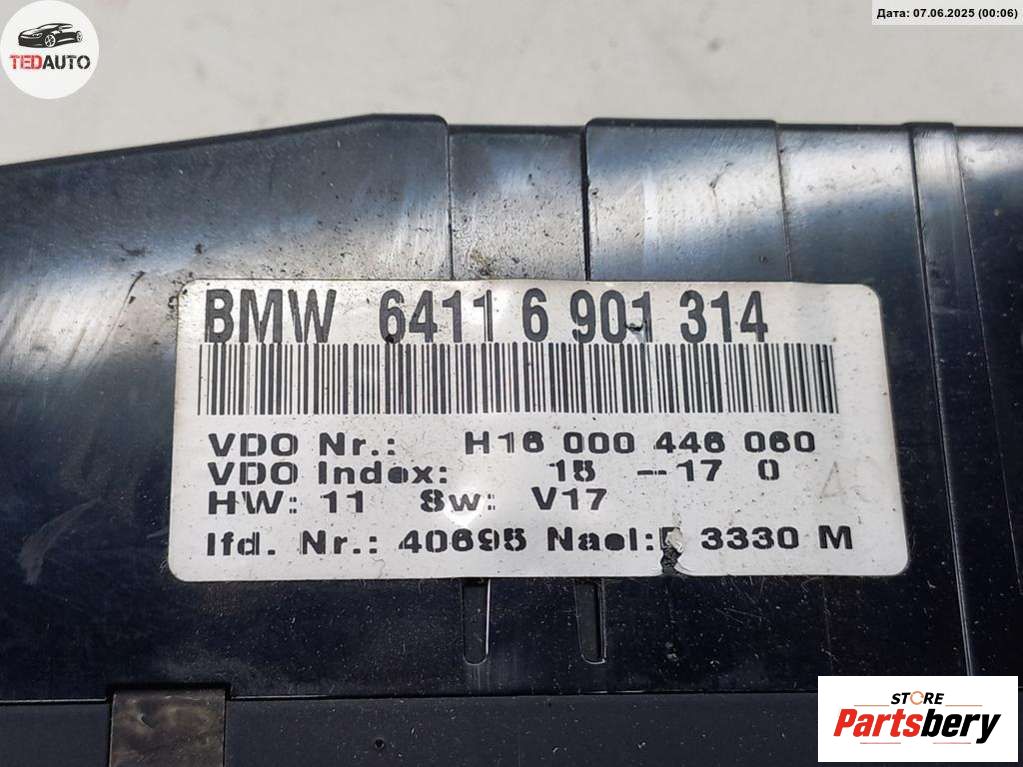 TEDAUTO
Дата: 07.06.2025 (00:06)
BMW 6411 6 901 314
VDO Nr.: H16 000 446 060
VDO Index: 15 --17 0
HW: 11 Sw: V17
lfd. Nr.: 40695 Nael: 3330 M
STORE
Partsbery